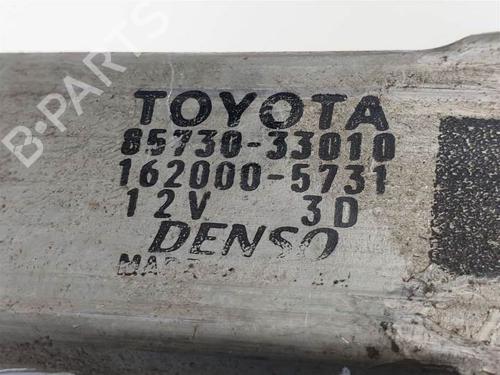 B-PARTS
TOYOTA
85730-33010
162000-5731
12V 3D
DENSO